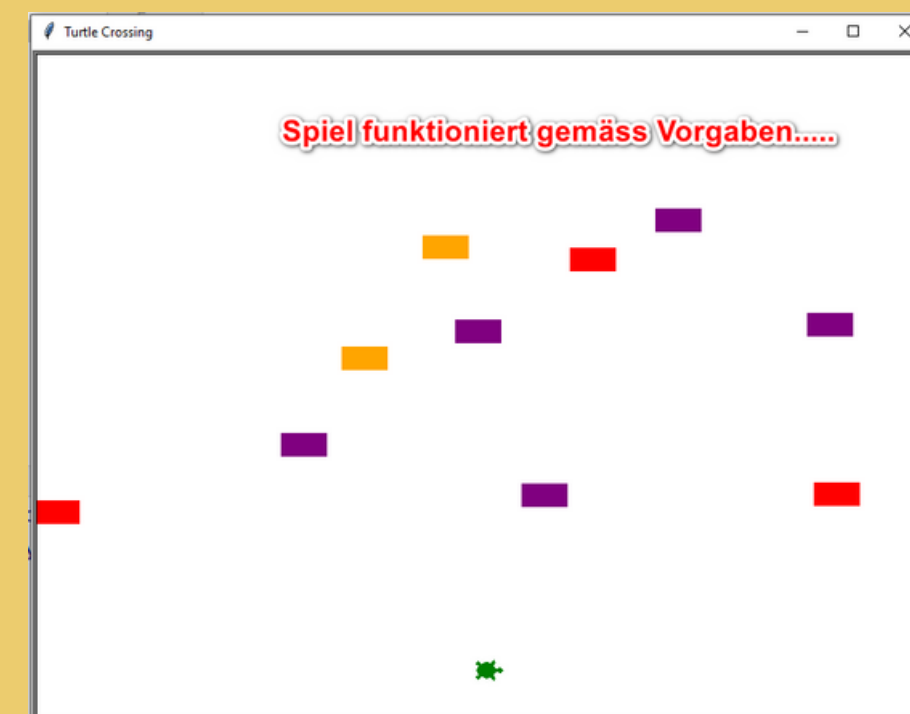 Turtle Crossing
Spiel funktioniert gemäss Vorgaben.....